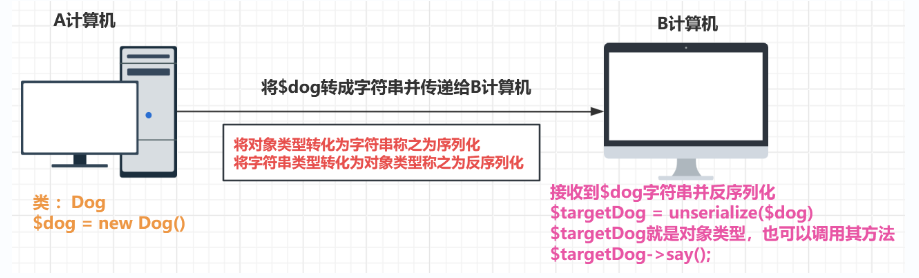 A计算机
B计算机
将$dog转成字符串并传递给B计算机
将对象类型转化为字符串称之为序列化
将字符串类型转化为对象类型称之为反序列化
类： Dog
$dog = new Dog()
接收到$dog字符串并反序列化
$targetDog = unserialize($dog)
$targetDog就是对象类型，也可以调用其方法
$targetDog->say();